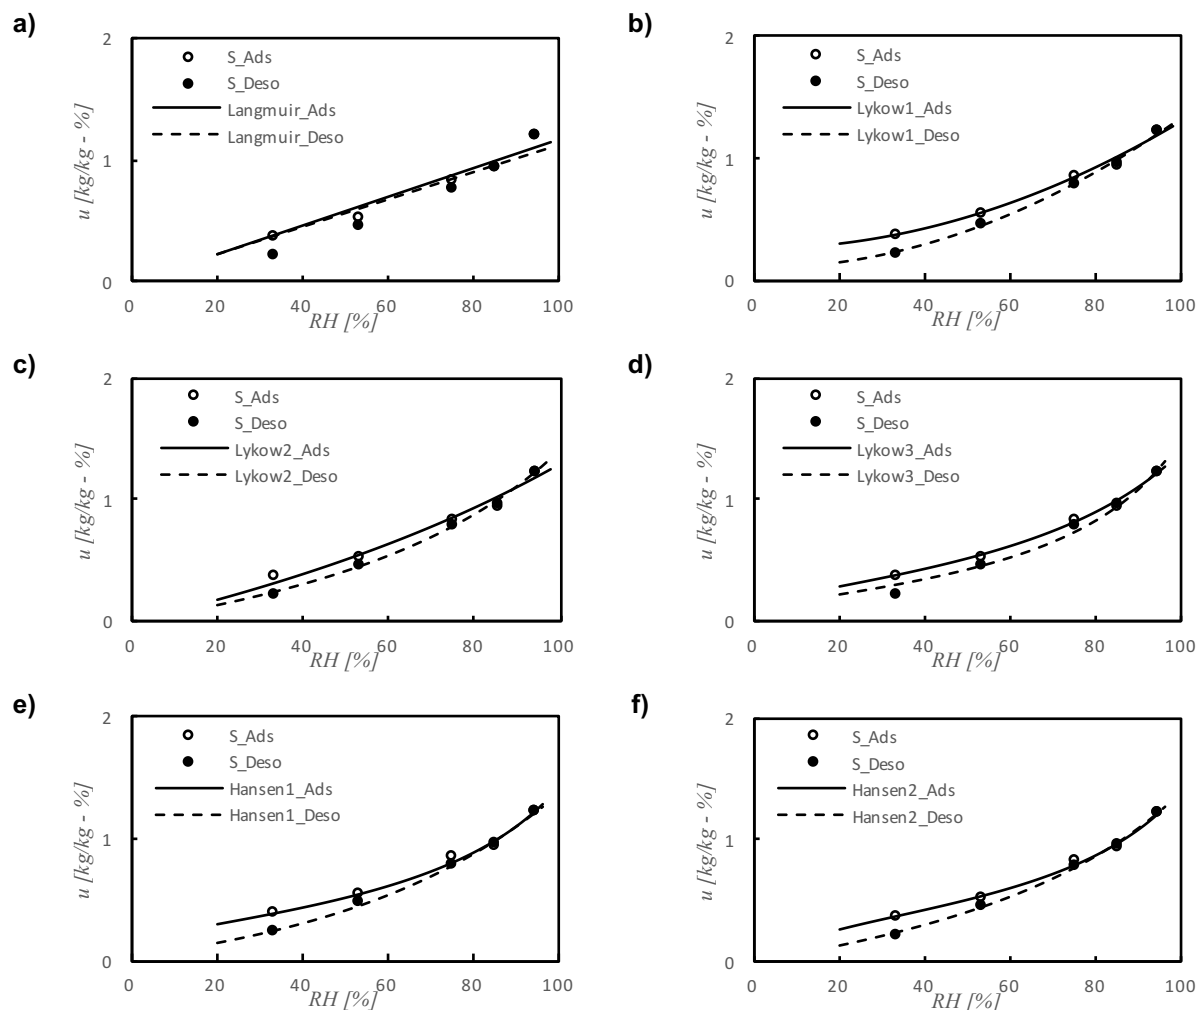 a)
2
1
0
u [kg/kg - %]
S_Ads
S_Deso
Langmuir_Ads
Langmuir_Deso
0 20 40 60 80 100
RH [%]
b)
2
1
0
u [kg/kg - %]
S_Ads
S_Deso
Lykow1_Ads
Lykow1_Deso
0 20 40 60 80 100
RH [%]
c)
2
1
0
u [kg/kg - %]
S_Ads
S_Deso
Lykow2_Ads
Lykow2_Deso
0 20 40 60 80 100
RH [%]
d)
2
1
0
u [kg/kg - %]
S_Ads
S_Deso
Lykow3_Ads
Lykow3_Deso
0 20 40 60 80 100
RH [%]
e)
2
1
0
u [kg/kg - %]
S_Ads
S_Deso
Hansen1_Ads
Hansen1_Deso
0 20 40 60 80 100
RH [%]
f)
2
1
0
u [kg/kg - %]
S_Ads
S_Deso
Hansen2_Ads
Hansen2_Deso
0 20 40 60 80 100
RH [%]